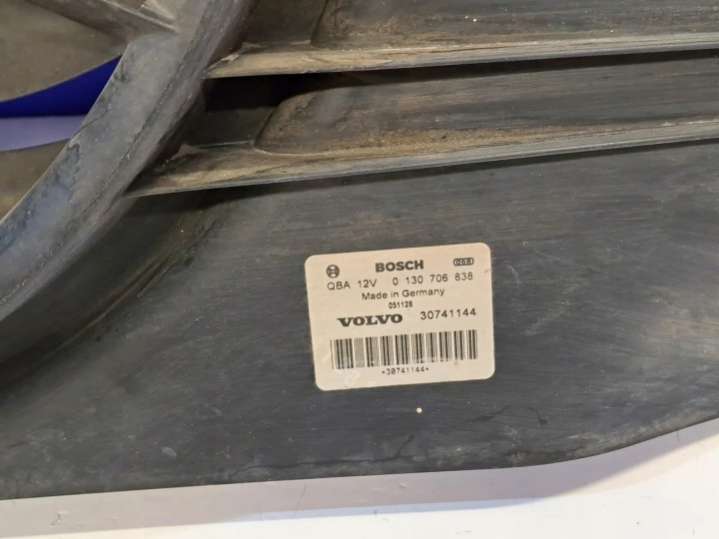 BOSCH
QBA 12V 0 130 706 838
Made in Germany
051128
VOLVO 30741144
*30741144*